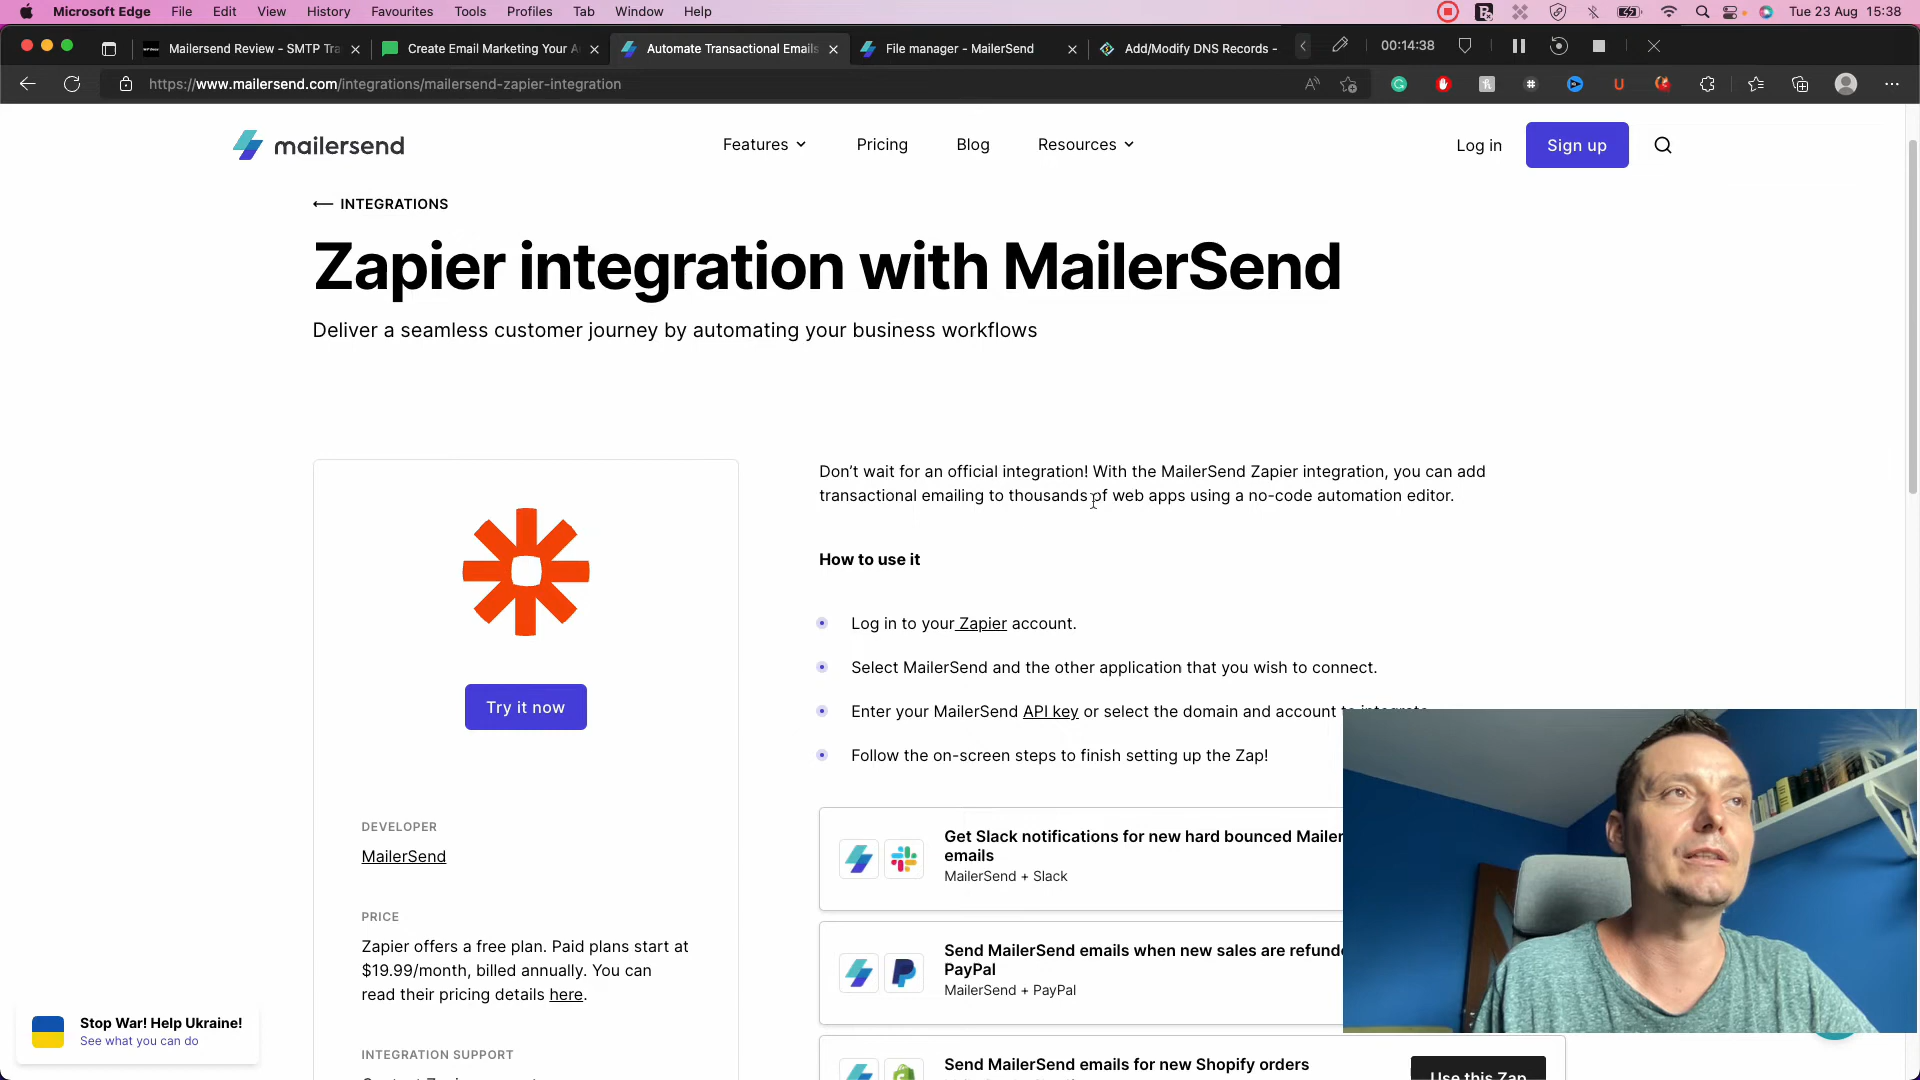 Microsoft Edge File Edit View History Favourites Tools Profiles Tab Window Help Tue 23 Aug 15:38
Mailersend Review - SMTP Tra Create Email Marketing Your A Automate Transactional Emails File manager - MailerSend Add/Modify DNS Records - 00:14:38
https://www.mailersend.com/integrations/mailersend-zapier-integration
mailersend Features Pricing Blog Resources Log in Sign up
⟵ INTEGRATIONS
Zapier integration with MailerSend
Deliver a seamless customer journey by automating your business workflows
Don't wait for an official integration! With the MailerSend Zapier integration, you can add
transactional emailing to thousands of web apps using a no-code automation editor.
How to use it
Log in to your Zapier account.
Select MailerSend and the other application that you wish to connect.
Enter your MailerSend API key or select the domain and account to integrate.
Follow the on-screen steps to finish setting up the Zap!
Try it now
DEVELOPER
MailerSend
PRICE
Zapier offers a free plan. Paid plans start at
$19.99/month, billed annually. You can
read their pricing details here.
INTEGRATION SUPPORT
Get Slack notifications for new hard bounced Mailer
emails
MailerSend + Slack
Send MailerSend emails when new sales are refunde
PayPal
MailerSend + PayPal
Send MailerSend emails for new Shopify orders
Use this Zap
Stop War! Help Ukraine!
See what you can do